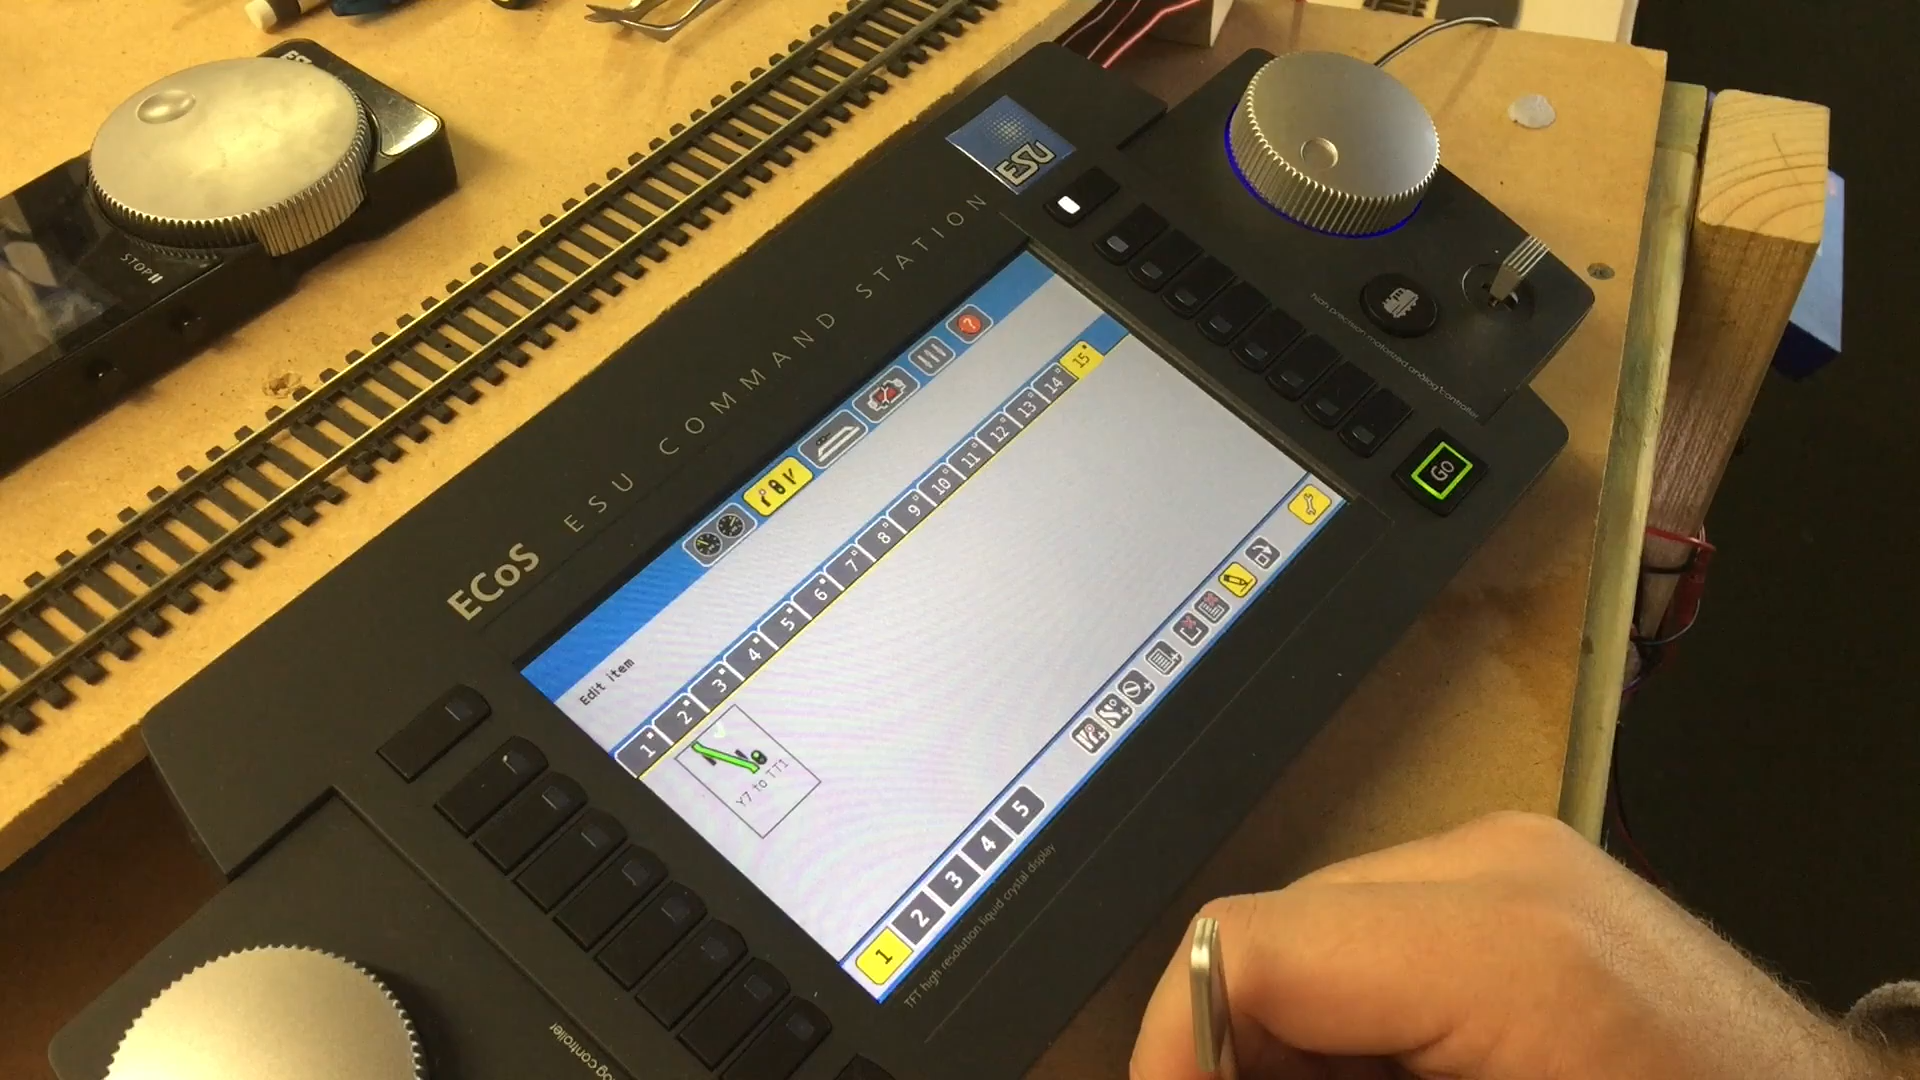 STOP
ESU
ECoS ESU COMMAND STATION
high precision motorized analog controller
Go
Edit item
1 2 3 4 5 6 7 8 9 10 11 12 13 14 15
?
Y7 to TT1
1 2 3 4 5
TFT high resolution liquid crystal display
controller